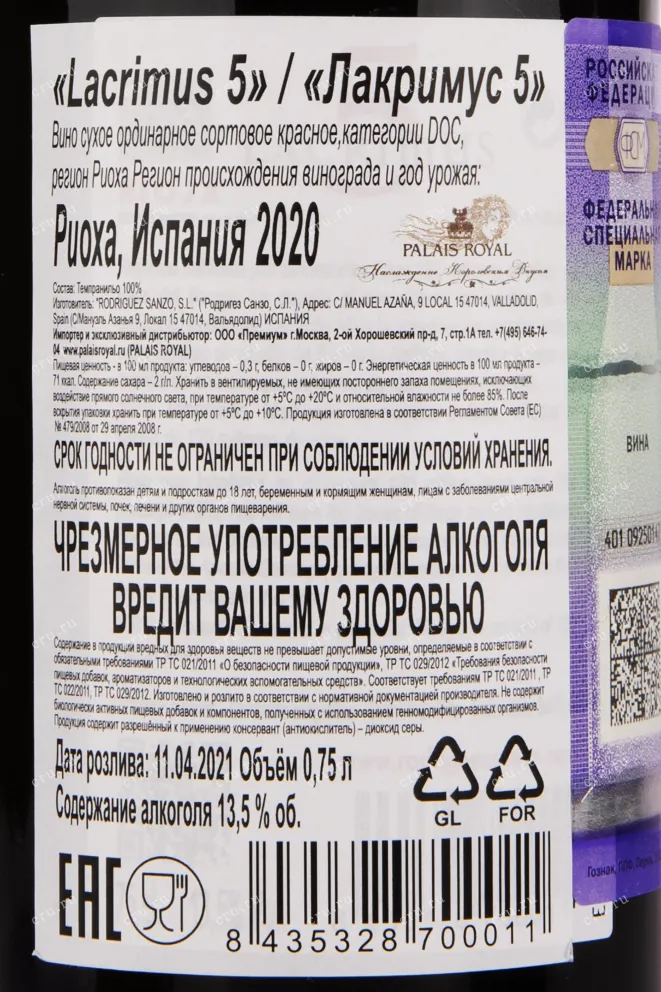 «Lacrimus 5» / «Лакримус 5»
Вино сухое ординарное сортовое красное,категории DOC,
регион Риоха Регион происхождения винограда и год урожая:
Риоха, Испания 2020
PALAIS ROYAL
Наслаждение Королевским Вкусом
Состав: Темпранильо 100%
Изготовитель: "RODRIGUEZ SANZO, S.L." ("Родригез Санзо, С.Л."), Адрес: C/ MANUEL AZAÑA, 9 LOCAL 15 47014, VALLADOLID,
Spain (С/Мануэль Азанья 9, Локал 15 47014, Вальядолид) ИСПАНИЯ
Импортер и эксклюзивный дистрибьютор: ООО «Премиум» г.Москва, 2-ой Хорошевский пр-д, 7, стр.1А тел. +7(495) 646-74-
04 www.palaisroyal.ru (PALAIS ROYAL)
Пищевая ценность - в 100 мл продукта: углеводов – 0,3 г, белков – 0 г, жиров – 0 г. Энергетическая ценность в 100 мл продукта –
71 ккал. Содержание сахара – 2 г/л. Хранить в вентилируемых, не имеющих постороннего запаха помещениях, исключающих
воздействие прямого солнечного света, при температуре от +5ºС до +20ºС и относительной влажности не более 85%. После
вскрытия упаковки хранить при температуре от +5ºС до +10ºС. Продукция изготовлена в соответствии Регламентом Совета (ЕС)
№ 479/2008 от 29 апреля 2008 г.
СРОК ГОДНОСТИ НЕ ОГРАНИЧЕН ПРИ СОБЛЮДЕНИИ УСЛОВИЙ ХРАНЕНИЯ.
Алкоголь противопоказан детям и подросткам до 18 лет, беременным и кормящим женщинам, лицам с заболеваниями центральной
нервной системы, почек, печени и других органов пищеварения.
ЧРЕЗМЕРНОЕ УПОТРЕБЛЕНИЕ АЛКОГОЛЯ
ВРЕДИТ ВАШЕМУ ЗДОРОВЬЮ
Содержание в продукции вредных для здоровья веществ не превышает допустимые уровни, определяемые в соответствии с
обязательными требованиями ТР ТС 021/2011 «О безопасности пищевой продукции», ТР ТС 029/2012 «Требования безопасности
пищевых добавок, ароматизаторов и технологических вспомогательных средств». Соответствует требованиям ТР ТС 021/2011 , ТР
ТС 022/2011, ТР ТС 029/2012. Изготовлено и розлито в соответствии с нормативной документацией производителя. Не содержит
биологически активных пищевых добавок и компонентов, полученных с использованием генномодифицированных организмов.
Продукция содержит разрешённый к применению консервант (антиокислитель) – диоксид серы.
Дата розлива: 11.04.2021 Объём 0,75 л
Содержание алкоголя 13,5 % об.
GL FOR
EAC
8 435328 700011
РОССИЙСКА
ФЕДЕРАЦИ
ФСМ
ФЕДЕРАЛЬН
СПЕЦИАЛЬН
МАРКА
ВИНА
401 0925014
Гознак, ППФ, Пермь,